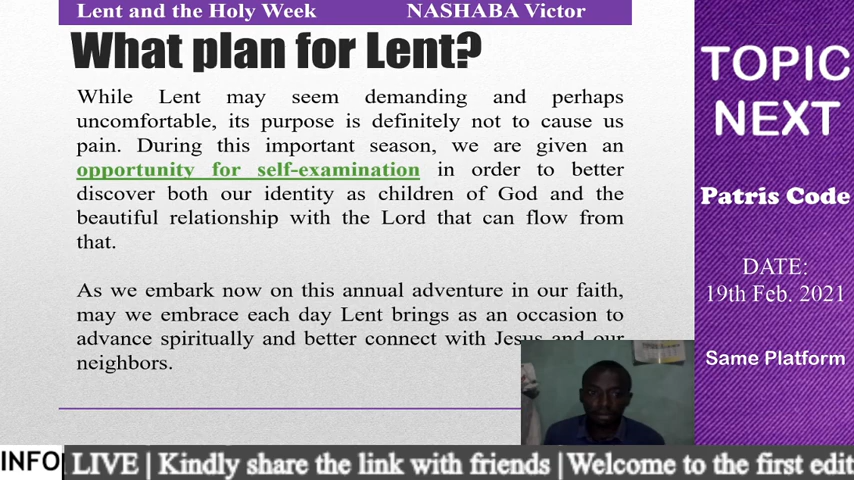 Lent and the Holy Week NASHABA Victor
What plan for Lent?
While Lent may seem demanding and perhaps
uncomfortable, its purpose is definitely not to cause us
pain. During this important season, we are given an
opportunity for self-examination in order to better
discover both our identity as children of God and the
beautiful relationship with the Lord that can flow from
that.
As we embark now on this annual adventure in our faith,
may we embrace each day Lent brings as an occasion to
advance spiritually and better connect with Jesus and our
neighbors.
TOPIC
NEXT
Patris Code
DATE:
19th Feb. 2021
Same Platform
INFO LIVE | Kindly share the link with friends | Welcome to the first edit